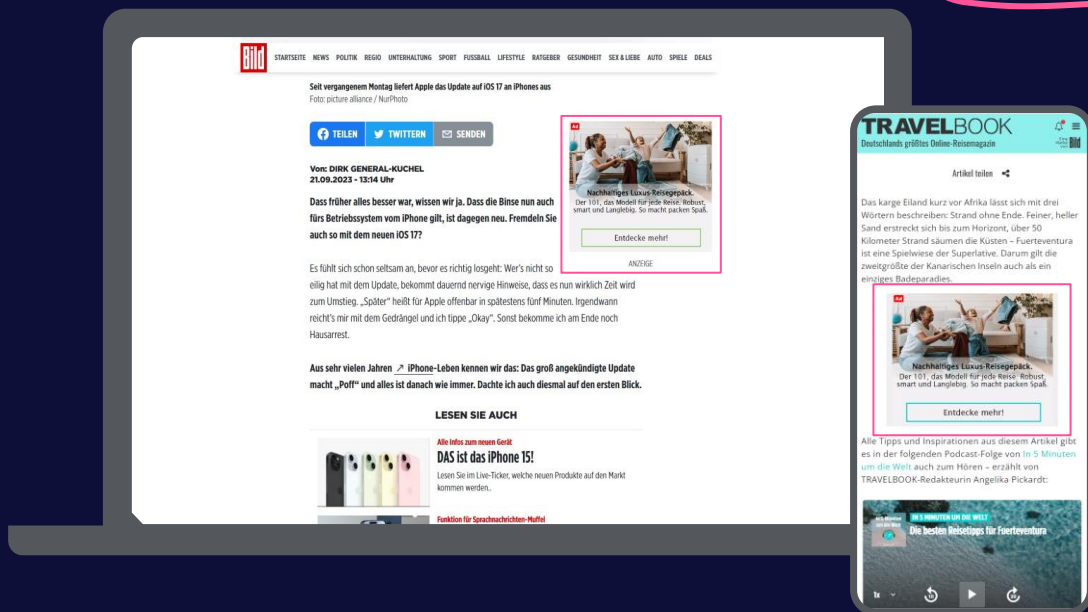 Bild
STARTSEITE NEWS POLITIK REGIO UNTERHALTUNG SPORT FUSSBALL LIFESTYLE RATGEBER GESUNDHEIT SEX & LIEBE AUTO SPIELE DEALS
Seit vergangenem Montag liefert Apple das Update auf iOS 17 an iPhones aus
Foto: picture alliance / NurPhoto
TEILEN TWITTERN SENDEN
Von: DIRK GENERAL-KUCHEL
21.09.2023 - 13:14 Uhr
Dass früher alles besser war, wissen wir ja. Dass die Binse nun auch
fürs Betriebssystem vom iPhone gilt, ist dagegen neu. Fremdeln Sie
auch so mit dem neuen iOS 17?
Ad
Nachhaltiges Luxus-Reisegepäck.
Der 101, das Modell für jede Reise. Robust,
smart und Langlebig. So macht packen Spaß.
Entdecke mehr!
ANZEIGE
Es fühlt sich schon seltsam an, bevor es richtig losgeht: Wer's nicht so
eilig hat mit dem Update, bekommt dauernd nervige Hinweise, dass es nun wirklich Zeit wird
zum Umstieg. „Später" heißt für Apple offenbar in spätestens fünf Minuten. Irgendwann
reicht's mir mit dem Gedrängel und ich tippe „Okay". Sonst bekomme ich am Ende noch
Hausarrest.
Aus sehr vielen Jahren ↗ iPhone-Leben kennen wir das: Das groß angekündigte Update
macht „Poff" und alles ist danach wie immer. Dachte ich auch diesmal auf den ersten Blick.
LESEN SIE AUCH
Alle Infos zum neuen Gerät
DAS ist das iPhone 15!
Lesen Sie im Live-Ticker, welche neuen Produkte auf den Markt
kommen werden..
Funktion für Sprachnachrichten-Muffel
TRAVELBOOK
Deutschlands größtes Online-Reisemagazin
Artikel teilen
Das karge Eiland kurz vor Afrika lässt sich mit drei
Wörtern beschreiben: Strand ohne Ende. Feiner, heller
Sand erstreckt sich bis zum Horizont, über 50
Kilometer Strand säumen die Küsten – Fuerteventura
ist eine Spielwiese der Superlative. Darum gilt die
zweitgrößte der Kanarischen Inseln auch als ein
einziges Badeparadies.
Ad
Nachhaltiges Luxus-Reisegepäck.
Der 101, das Modell für jede Reise. Robust,
smart und Langlebig. So macht packen Spaß.
Entdecke mehr!
Alle Tipps und Inspirationen aus diesem Artikel gibt
es in der folgenden Podcast-Folge von In 5 Minuten
um die Welt auch zum Hören – erzählt von
TRAVELBOOK-Redakteurin Angelika Pickardt:
IN 5 MINUTEN UM DIE WELT
Die besten Reisetipps für Fuerteventura
1x